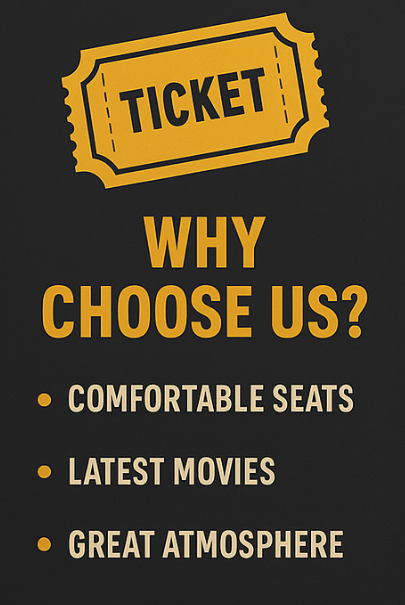 TICKET
WHY
CHOOSE US?
• COMFORTABLE SEATS
• LATEST MOVIES
• GREAT ATMOSPHERE